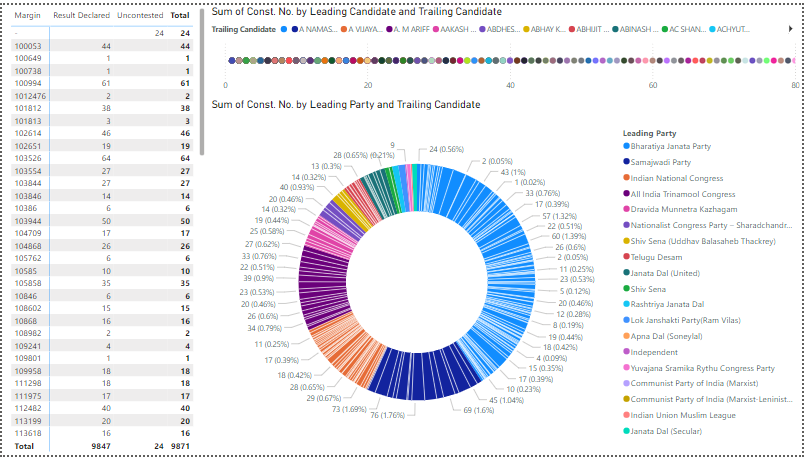 Margin Result Declared Uncontested Total
- 24 24
100053 44 44
100649 1 1
100738 1 1
100994 61 61
1012476 2 2
101812 38 38
101813 3 3
102614 46 46
102651 19 19
103526 64 64
103554 27 27
103844 27 27
103846 14 14
10386 6 6
103944 50 50
104709 17 17
104868 26 26
105762 6 6
10585 10 10
105858 35 35
10846 6 6
108602 15 15
10868 16 16
108982 2 2
109241 4 4
109801 1 1
109958 18 18
111298 18 18
111975 17 17
112482 40 40
113199 20 20
113618 16 16
Total 9847 24 9871
Sum of Const. No. by Leading Candidate and Trailing Candidate
Trailing Candidate A NAMAS... A VIJAYA... A. M ARIFF AAKASH ... ABDHES... ABHAY K... ABHIJIT ... ABINASH ... AC SHAN... ACHYUT...
0 20 40 60 80
Sum of Const. No. by Leading Party and Trailing Candidate
24 (0.56%)
2 (0.05%)
43 (1%)
1 (0.02%)
33 (0.76%)
17 (0.39%)
57 (1.32%)
22 (0.51%)
60 (1.39%)
26 (0.6%)
2 (0.05%)
11 (0.25%)
23 (0.53%)
5 (0.12%)
20 (0.46%)
12 (0.28%)
8 (0.19%)
19 (0.44%)
18 (0.42%)
4 (0.09%)
15 (0.35%)
17 (0.39%)
10 (0.23%)
45 (1.04%)
69 (1.6%)
76 (1.76%)
73 (1.69%)
29 (0.67%)
28 (0.65%)
18 (0.42%)
17 (0.39%)
11 (0.25%)
34 (0.79%)
26 (0.6%)
20 (0.46%)
23 (0.53%)
39 (0.9%)
22 (0.51%)
33 (0.76%)
27 (0.62%)
25 (0.58%)
19 (0.44%)
14 (0.32%)
20 (0.46%)
40 (0.93%)
14 (0.32%)
13 (0.3%)
28 (0.65%)
9
Leading Party
Bharatiya Janata Party
Samajwadi Party
Indian National Congress
All India Trinamool Congress
Dravida Munnetra Kazhagam
Nationalist Congress Party – Sharadchandr...
Shiv Sena (Uddhav Balasaheb Thackrey)
Telugu Desam
Janata Dal (United)
Shiv Sena
Rashtriya Janata Dal
Lok Janshakti Party(Ram Vilas)
Apna Dal (Soneylal)
Independent
Yuvajana Sramika Rythu Congress Party
Communist Party of India (Marxist)
Communist Party of India (Marxist-Leninist...
Indian Union Muslim League
Janata Dal (Secular)